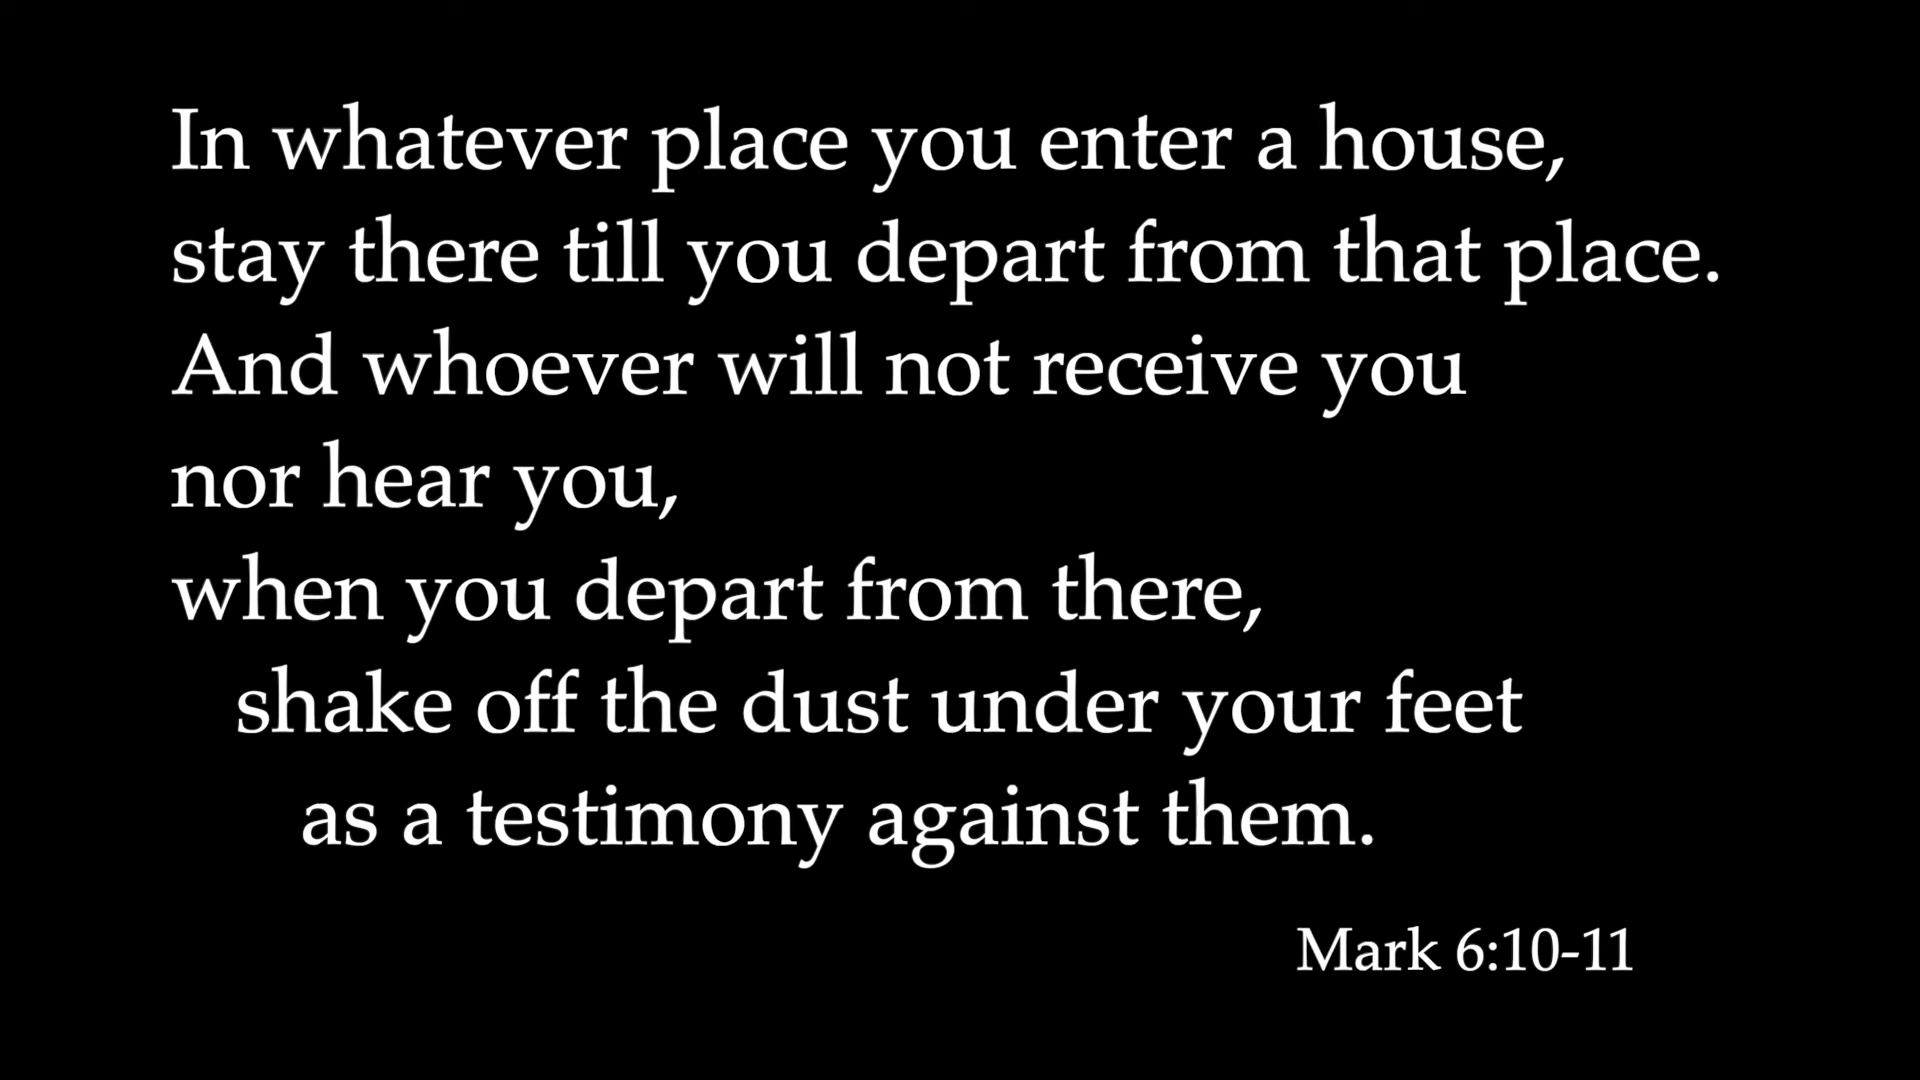 In whatever place you enter a house,
stay there till you depart from that place.
And whoever will not receive you
nor hear you,
when you depart from there,
shake off the dust under your feet
as a testimony against them.
Mark 6:10-11